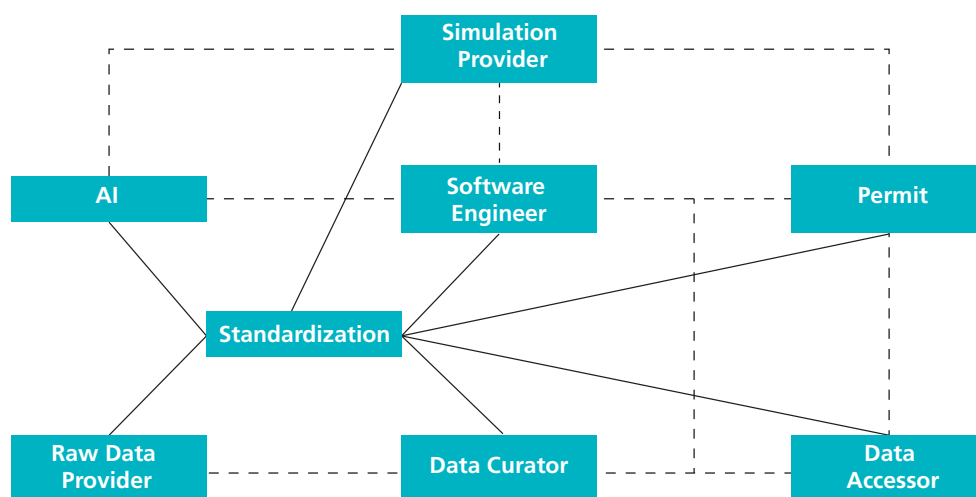 Simulation
Provider
AI
Software
Engineer
Permit
Standardization
Raw Data
Provider
Data Curator
Data
Accessor